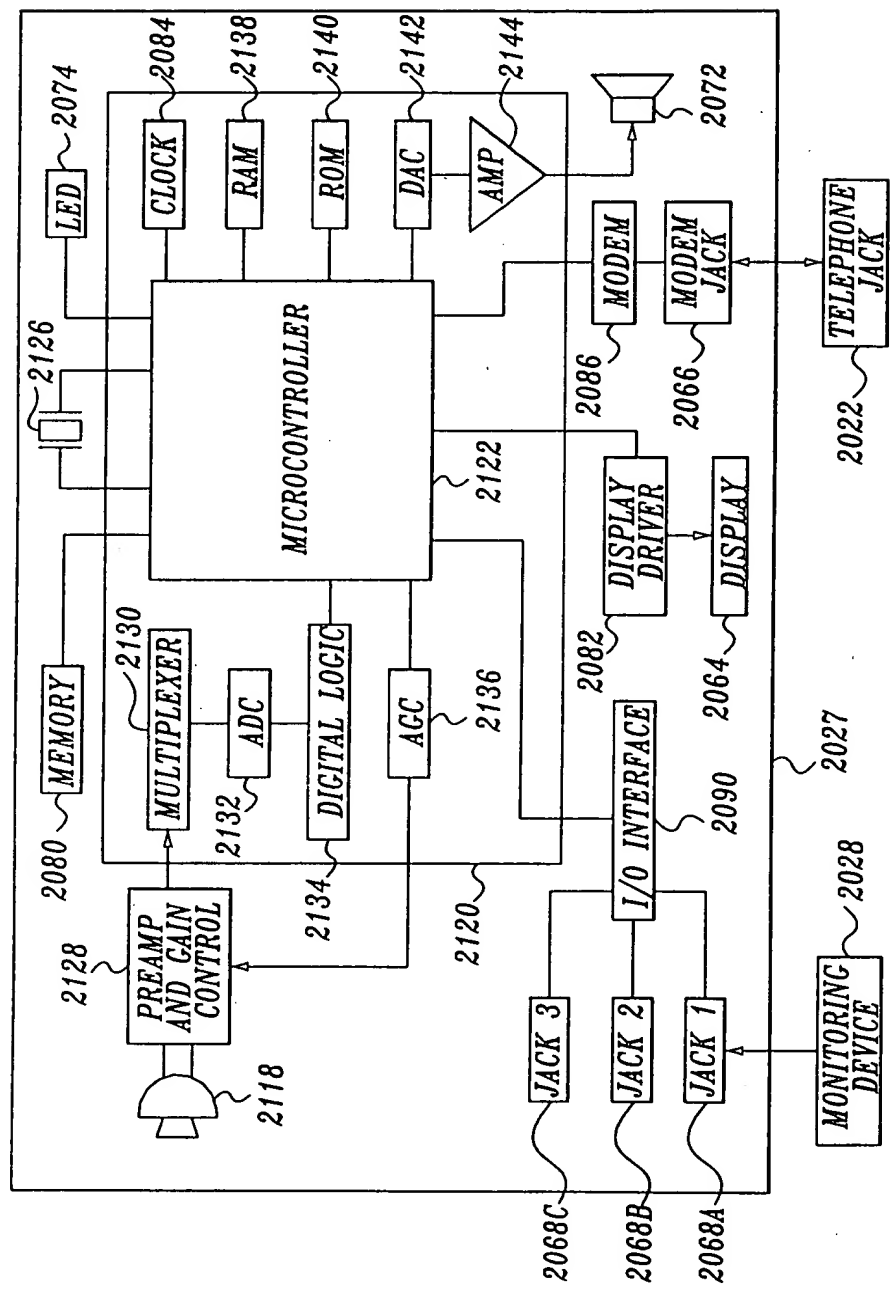 2126
2074
LED
MEMORY
2080
2130
MULTIPLEXER
ADC
2132
DIGITAL LOGIC
2134
AGC
2136
MICROCONTROLLER
2122
CLOCK
2084
RAM
2138
ROM
2140
DAC
2142
AMP
2144
2072
2128
PREAMP
AND GAIN
CONTROL
2118
2120
JACK 3
2068C
JACK 2
2068B
JACK 1
2068A
I/O INTERFACE
2090
DISPLAY
DRIVER
2082
DISPLAY
2064
MODEM
2086
MODEM
JACK
2066
2027
MONITORING
DEVICE
2028
TELEPHONE
JACK
2022